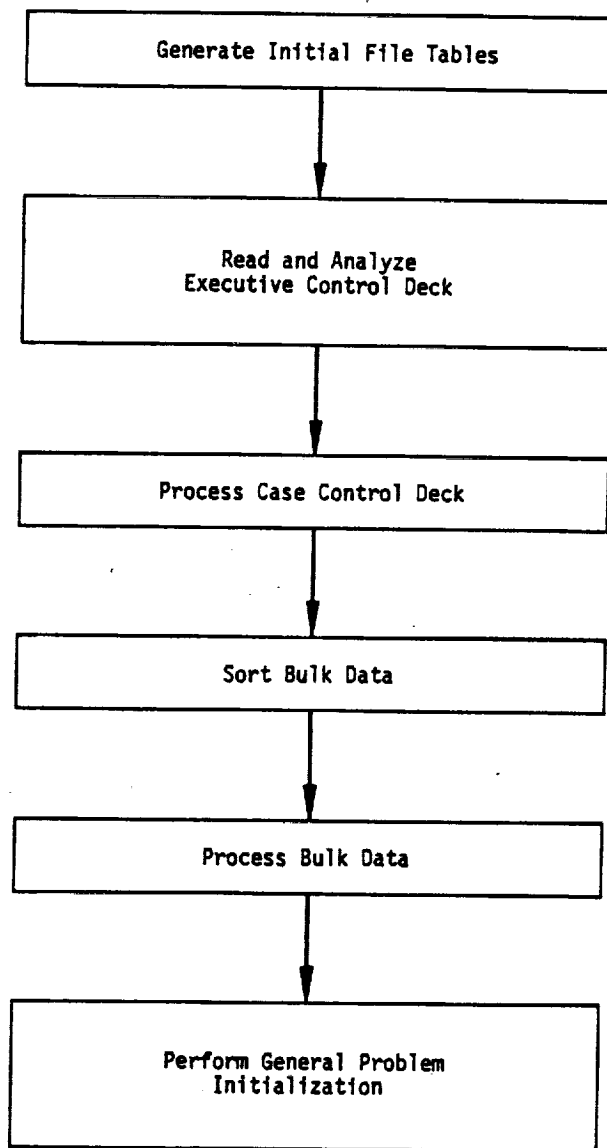 Generate Initial File Tables
Read and Analyze
Executive Control Deck
Process Case Control Deck
Sort Bulk Data
Process Bulk Data
Perform General Problem
Initialization